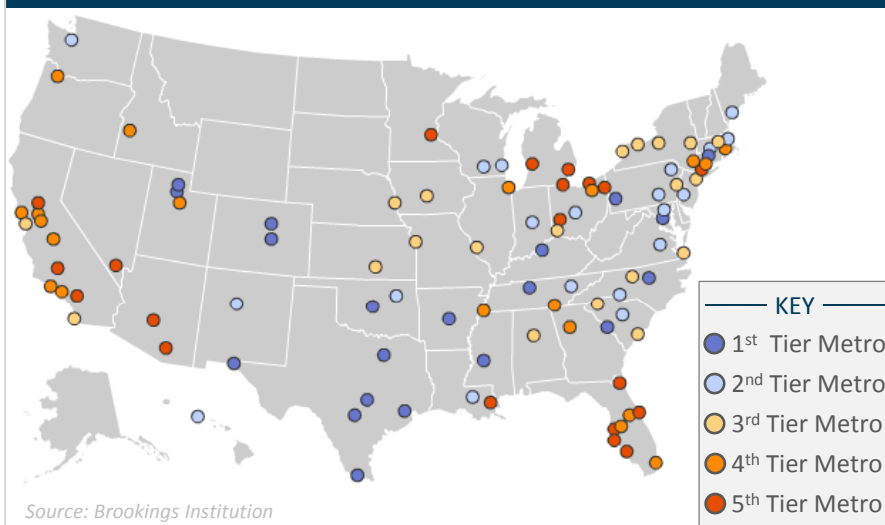 KEY
1st Tier Metro
2nd Tier Metro
3rd Tier Metro
4th Tier Metro
5th Tier Metro
Source: Brookings Institution